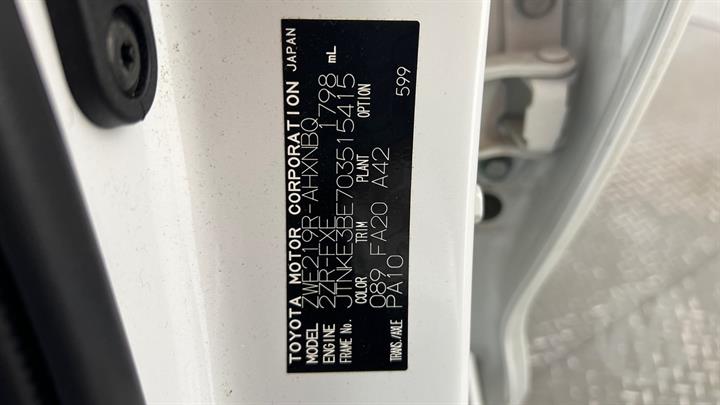 TOYOTA MOTOR CORPORATION JAPAN
MODEL ZWE219R-AHXNBQ
ENGINE 2ZR-FXE 1798 mL
FRAME No. JTNKE3BE703515415
COLOR TRIM PLANT OPTION
089 FA20 A42
TRANS./AXLE PA10 599